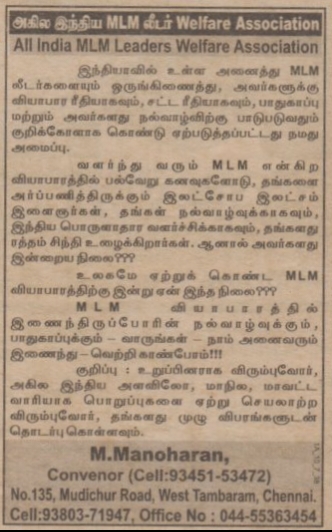 அகில இந்திய MLM லீடர் Welfare Association
All India MLM Leaders Welfare Association
இந்தியாவில் உள்ள அனைத்து MLM
லீடர்களையும் ஒருங்கிணைத்து, அவர்களுக்கு
வியாபார ரீதியாகவும், சட்ட ரீதியாகவும், பாதுகாப்பு
மற்றும் அவர்களது நல்வாழ்விற்கு பாடுபடுவதும்
குறிக்கோளாக கொண்டு ஏற்படுத்தப்பட்டது நமது
அமைப்பு.
வளர்ந்து வரும் MLM என்கிற
வியாபாரத்தில் பல்வேறு கனவுகளோடு, தங்களை
அர்ப்பணித்திருக்கும் இலட்சோப இலட்சம்
இளைஞர்கள், தங்கள் நல்வாழ்வுக்காகவும்,
இந்திய பொருளாதார வளர்ச்சிக்காகவும், தங்களது
ரத்தம் சிந்தி உழைக்கிறார்கள். ஆனால் அவர்களது
இன்றைய நிலை???
உலகமே ஏற்றுக் கொண்ட MLM
வியாபாரத்திற்கு இன்று ஏன் இந்த நிலை???
MLM வியாபாரத்தில்
இணைந்திருப்போரின் நல்வாழ்வுக்கும்,
பாதுகாப்புக்கும் - வாருங்கள் - நாம் அனைவரும்
இணைந்து - வெற்றி காண்போம்!!!
குறிப்பு : உறுப்பினராக விரும்புவோர்,
அகில இந்திய அளவிலோ, மாநில, மாவட்ட
வாரியாக பொறுப்புகளை ஏற்று செயலாற்ற
விரும்புவோர், தங்களது முழு விபரங்களுடன்
தொடர்பு கொள்ளவும்.
M.Manoharan,
Convenor (Cell:93451-53472)
No.135, Mudichur Road, West Tambaram, Chennai.
Cell:93803-71947, Office No : 044-55363454